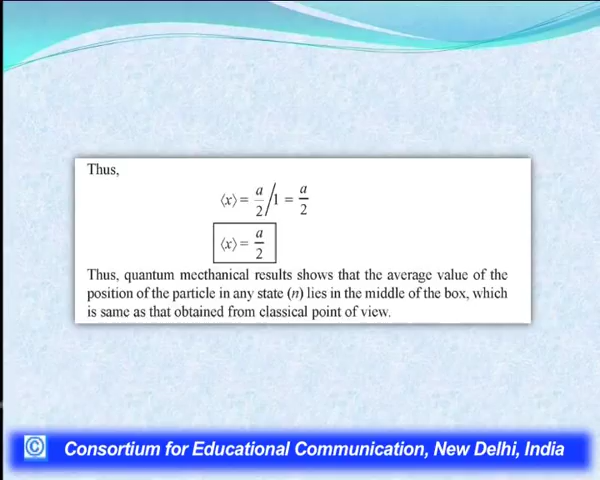 Thus,
⟨x⟩ = a/2 / 1 = a/2
⟨x⟩ = a/2
Thus, quantum mecthanical results shows that the average value of the
position of the particle in any state (n) lies in the middle of the box, which
is same as that obtained from classical point of view.
© Consortium for Educational Communication, New Delhi, India